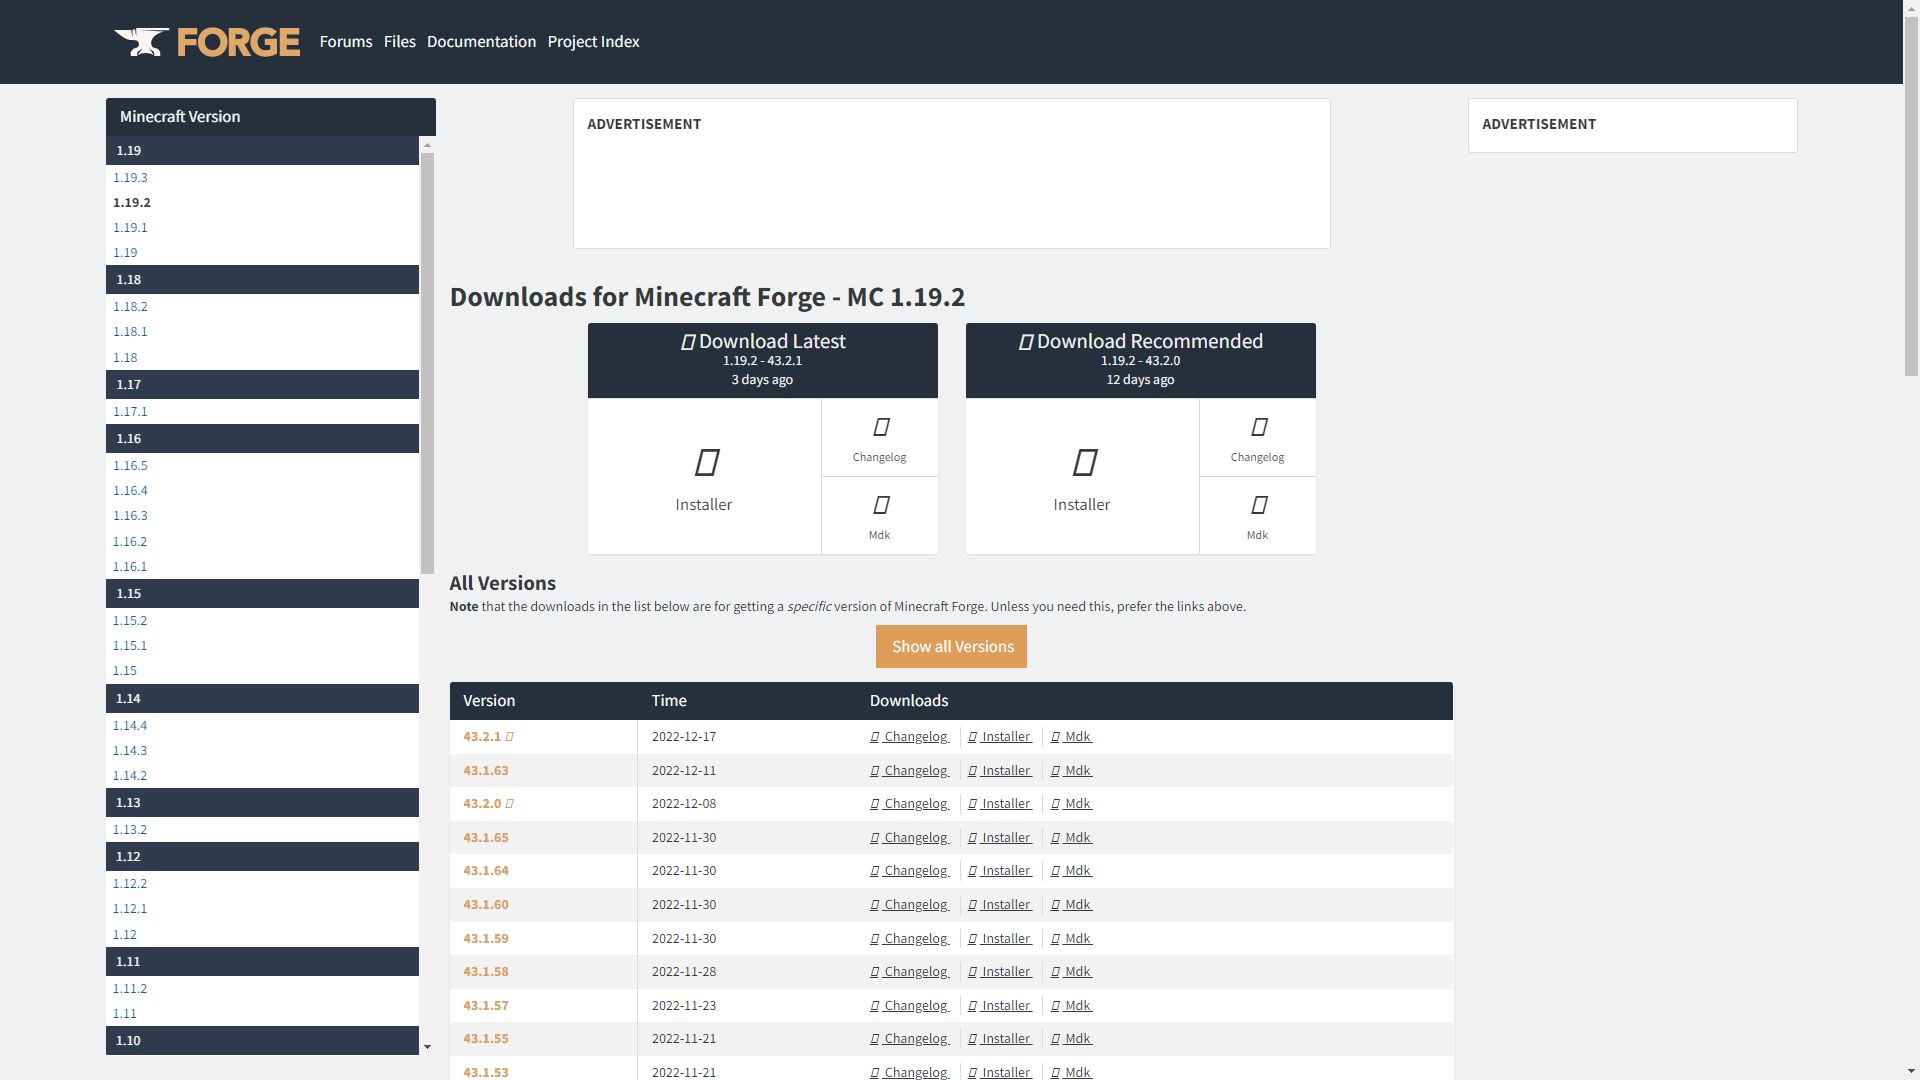 FORGE
Forums Files Documentation Project Index
Minecraft Version
1.19
1.19.3
1.19.2
1.19.1
1.19
1.18
1.18.2
1.18.1
1.18
1.17
1.17.1
1.16
1.16.5
1.16.4
1.16.3
1.16.2
1.16.1
1.15
1.15.2
1.15.1
1.15
1.14
1.14.4
1.14.3
1.14.2
1.13
1.13.2
1.12
1.12.2
1.12.1
1.12
1.11
1.11.2
1.11
1.10
ADVERTISEMENT
Downloads for Minecraft Forge - MC 1.19.2
Download Latest
1.19.2 - 43.2.1
3 days ago
Installer
Changelog
Mdk
Download Recommended
1.19.2 - 43.2.0
12 days ago
Installer
Changelog
Mdk
All Versions
Note that the downloads in the list below are for getting a specific version of Minecraft Forge. Unless you need this, prefer the links above.
Show all Versions
Version Time Downloads
43.2.1 2022-12-17 Changelog Installer Mdk
43.1.63 2022-12-11 Changelog Installer Mdk
43.2.0 2022-12-08 Changelog Installer Mdk
43.1.65 2022-11-30 Changelog Installer Mdk
43.1.64 2022-11-30 Changelog Installer Mdk
43.1.60 2022-11-30 Changelog Installer Mdk
43.1.59 2022-11-30 Changelog Installer Mdk
43.1.58 2022-11-28 Changelog Installer Mdk
43.1.57 2022-11-23 Changelog Installer Mdk
43.1.55 2022-11-21 Changelog Installer Mdk
43.1.53 2022-11-21 Changelog Installer Mdk
ADVERTISEMENT